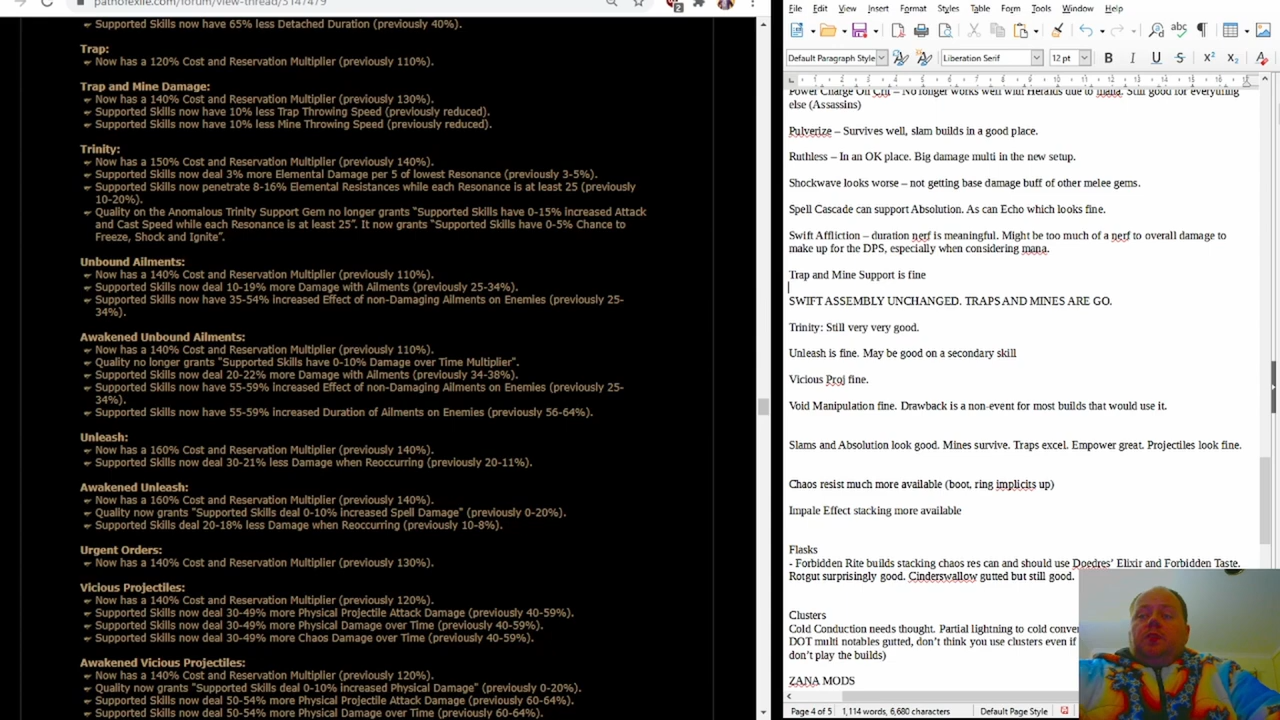 pathofexile.com/forum/view-thread/3147479
Supported Skills now have 65% Detached Duration (previously 40%).
Trap:
Now has a 120% Cost and Reservation Multiplier (previously 110%).
Trap and Mine Damage:
Now has a 140% Cost and Reservation Multiplier (previously 130%).
Supported Skills now have 10% less Trap Throwing Speed (previously reduced).
Supported Skills now have 10% less Mine Throwing Speed (previously reduced).
Trinity:
Now has a 150% Cost and Reservation Multiplier (previously 140%).
Supported Skills now deal 3% more Elemental Damage per 5 of lowest Resonance (previously 3-5%).
Supported Skills now penetrate 8-16% Elemental Resistances while each Resonance is at least 25 (previously
10-20%).
Quality on the Anomalous Trinity Support Gem no longer grants "Supported Skills have 0-15% increased Attack
and Cast Speed while each Resonance is at least 25". It now grants "Supported Skills have 0-5% Chance to
Freeze, Shock and Ignite".
Unbound Ailments:
Now has a 140% Cost and Reservation Multiplier (previously 110%).
Supported Skills now deal 10-19% more Damage with Ailments (previously 25-34%).
Supported Skills now have 35-54% increased Effect of non-Damaging Ailments on Enemies (previously 25-
34%).
Awakened Unbound Ailments:
Now has a 140% Cost and Reservation Multiplier (previously 110%).
Quality no longer grants "Supported Skills have 0-10% Damage over Time Multiplier".
Supported Skills now deal 20-22% more Damage with Ailments (previously 34-38%).
Supported Skills now have 55-59% increased Effect of non-Damaging Ailments on Enemies (previously 25-
34%).
Supported Skills now have 55-59% increased Duration of Ailments on Enemies (previously 56-64%).
Unleash:
Now has a 160% Cost and Reservation Multiplier (previously 140%).
Supported Skills now deal 30-21% less Damage when Reoccurring (previously 20-11%).
Awakened Unleash:
Now has a 160% Cost and Reservation Multiplier (previously 140%).
Quality now grants "Supported Skills deal 0-10% increased Spell Damage" (previously 0-20%).
Supported Skills deal 20-18% less Damage when Reoccurring (previously 10-8%).
Urgent Orders:
Now has a 140% Cost and Reservation Multiplier (previously 130%).
Vicious Projectiles:
Now has a 140% Cost and Reservation Multiplier (previously 120%).
Supported Skills now deal 30-49% more Physical Projectile Attack Damage (previously 40-59%).
Supported Skills now deal 30-49% more Physical Damage over Time (previously 40-59%).
Supported Skills now deal 30-49% more Chaos Damage over Time (previously 40-59%).
Awakened Vicious Projectiles:
Now has a 140% Cost and Reservation Multiplier (previously 120%).
Quality now grants "Supported Skills deal 0-10% increased Physical Damage" (previously 0-20%).
Supported Skills now deal 50-54% more Physical Projectile Attack Damage (previously 60-64%).
Supported Skills now deal 50-54% more Physical Damage over Time (previously 60-64%).
File Edit View Insert Format Styles Table Form Tools Window Help
Default Paragraph Style Liberation Serif 12 pt
Power Charge On Crit – No longer works well with Heralds due to mana. Still good for everything
else (Assassins)
Pulverize – Survives well, slam builds in a good place.
Ruthless – In an OK place. Big damage multi in the new setup.
Shockwave looks worse – not getting base damage buff of other melee gems.
Spell Cascade can support Absolution. As can Echo which looks fine.
Swift Affliction – duration nerf is meaningful. Might be too much of a nerf to overall damage to
make up for the DPS, especially when considering mana.
Trap and Mine Support is fine
SWIFT ASSEMBLY UNCHANGED. TRAPS AND MINES ARE GO.
Trinity: Still very very good.
Unleash is fine. May be good on a secondary skill
Vicious Proj fine.
Void Manipulation fine. Drawback is a non-event for most builds that would use it.
Slams and Absolution look good. Mines survive. Traps excel. Empower great. Projectiles look fine.
Chaos resist much more available (boot, ring implicits up)
Impale Effect stacking more available
Flasks
- Forbidden Rite builds stacking chaos res can and should use Doedres' Elixir and Forbidden Taste.
Rotgut surprisingly good. Cinderswallow gutted but still good.
Clusters
Cold Conduction needs thought. Partial lightning to cold
DOT multi notables gutted, don't think you use clusters even if
don't play the builds)
ZANA MODS
Page 4 of 5 1,114 words, 6,680 characters Default Page Style